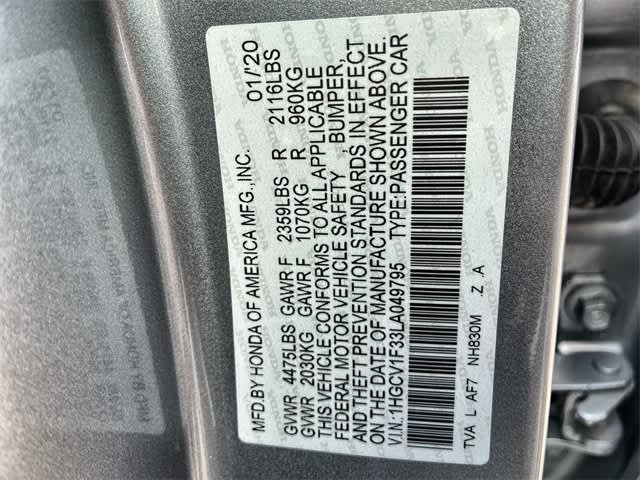 MFD.BY HONDA OF AMERICA MFG.,INC. 01/'20
GVWR 4475LBS GAWR F 2359LBS R 2116LBS
GVWR 2030KG GAWR F 1070KG R 960KG
THIS VEHICLE CONFORMS TO ALL APPLICABLE
FEDERAL MOTOR VEHICLE SAFETY , BUMPER,
AND THEFT PREVENTION STANDARDS IN EFFECT
ON THE DATE OF MANUFACTURE SHOWN ABOVE.
V.I.N.:1HGCV1F33LA049795 TYPE:PASSENGER CAR
TVA L AF7 NH830M .Z .A